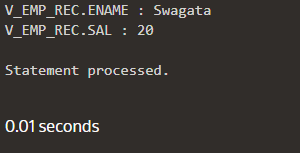 V_EMP_REC.ENAME : Swagata
V_EMP_REC.SAL : 20
Statement processed.
0.01 seconds